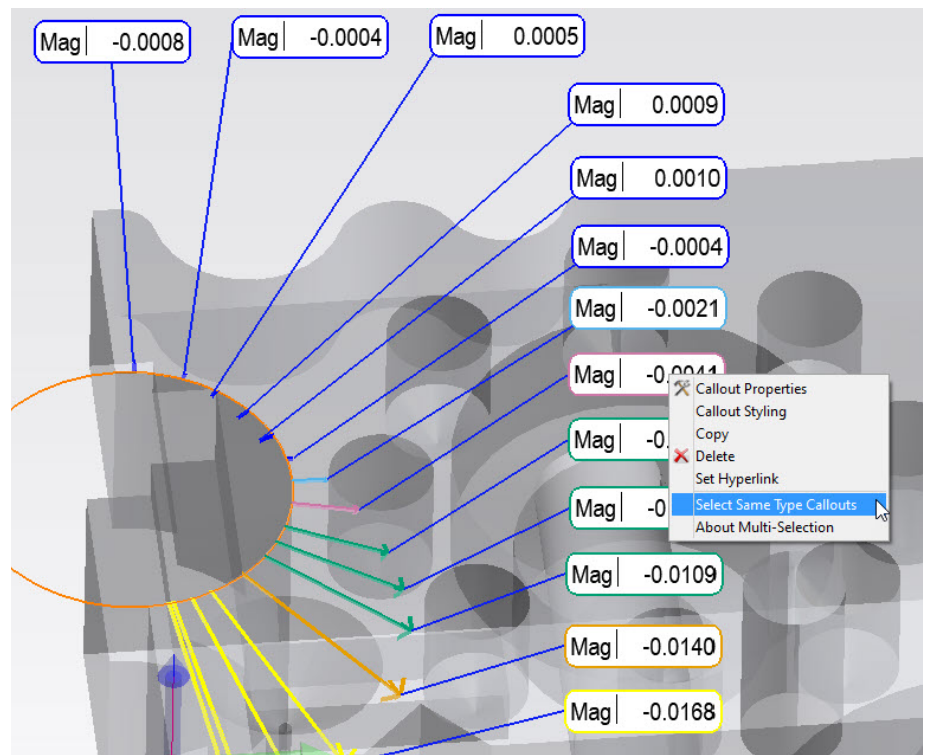 Mag -0.0008
Mag -0.0004
Mag 0.0005
Mag 0.0009
Mag 0.0010
Mag -0.0004
Mag -0.0021
Mag
Callout Properties
Callout Styling
Mag -0.
Copy
Delete
Set Hyperlink
Mag -0
Select Same Type Callouts
About Multi-Selection
Mag -0.0109
Mag -0.0140
Mag -0.0168